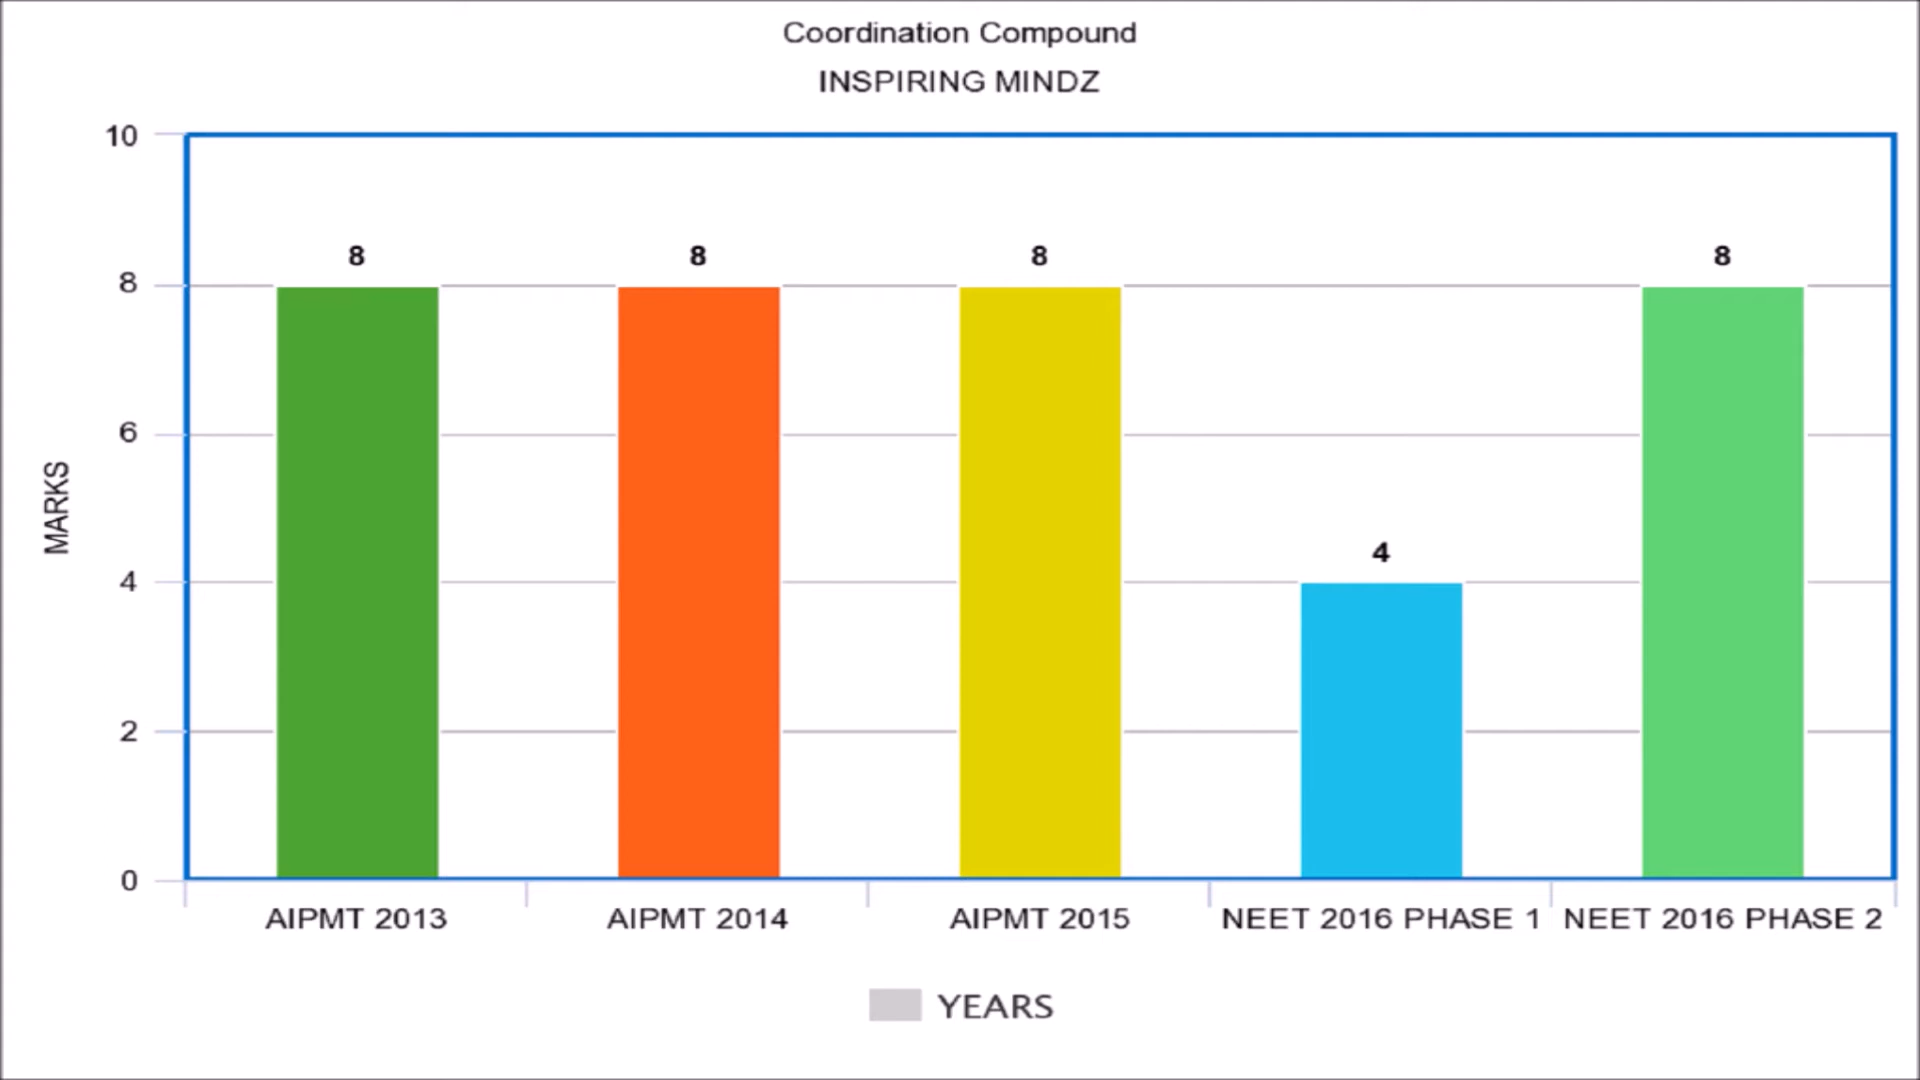 Coordination Compound
INSPIRING MINDZ
10
8
6
4
2
0
MARKS
8
8
8
4
8
AIPMT 2013
AIPMT 2014
AIPMT 2015
NEET 2016 PHASE 1
NEET 2016 PHASE 2
YEARS